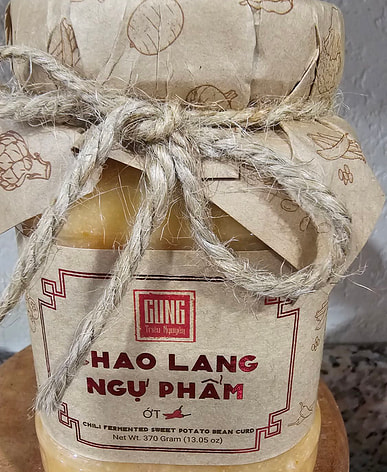 CUNG
Triều Nguyễn
CHAO LANG
NGỰ PHẨM
ỚT
CHILI FERMENTED SWEET POTATO BEAN CURD
Net Wt. 370 Gram (13.05 oz)